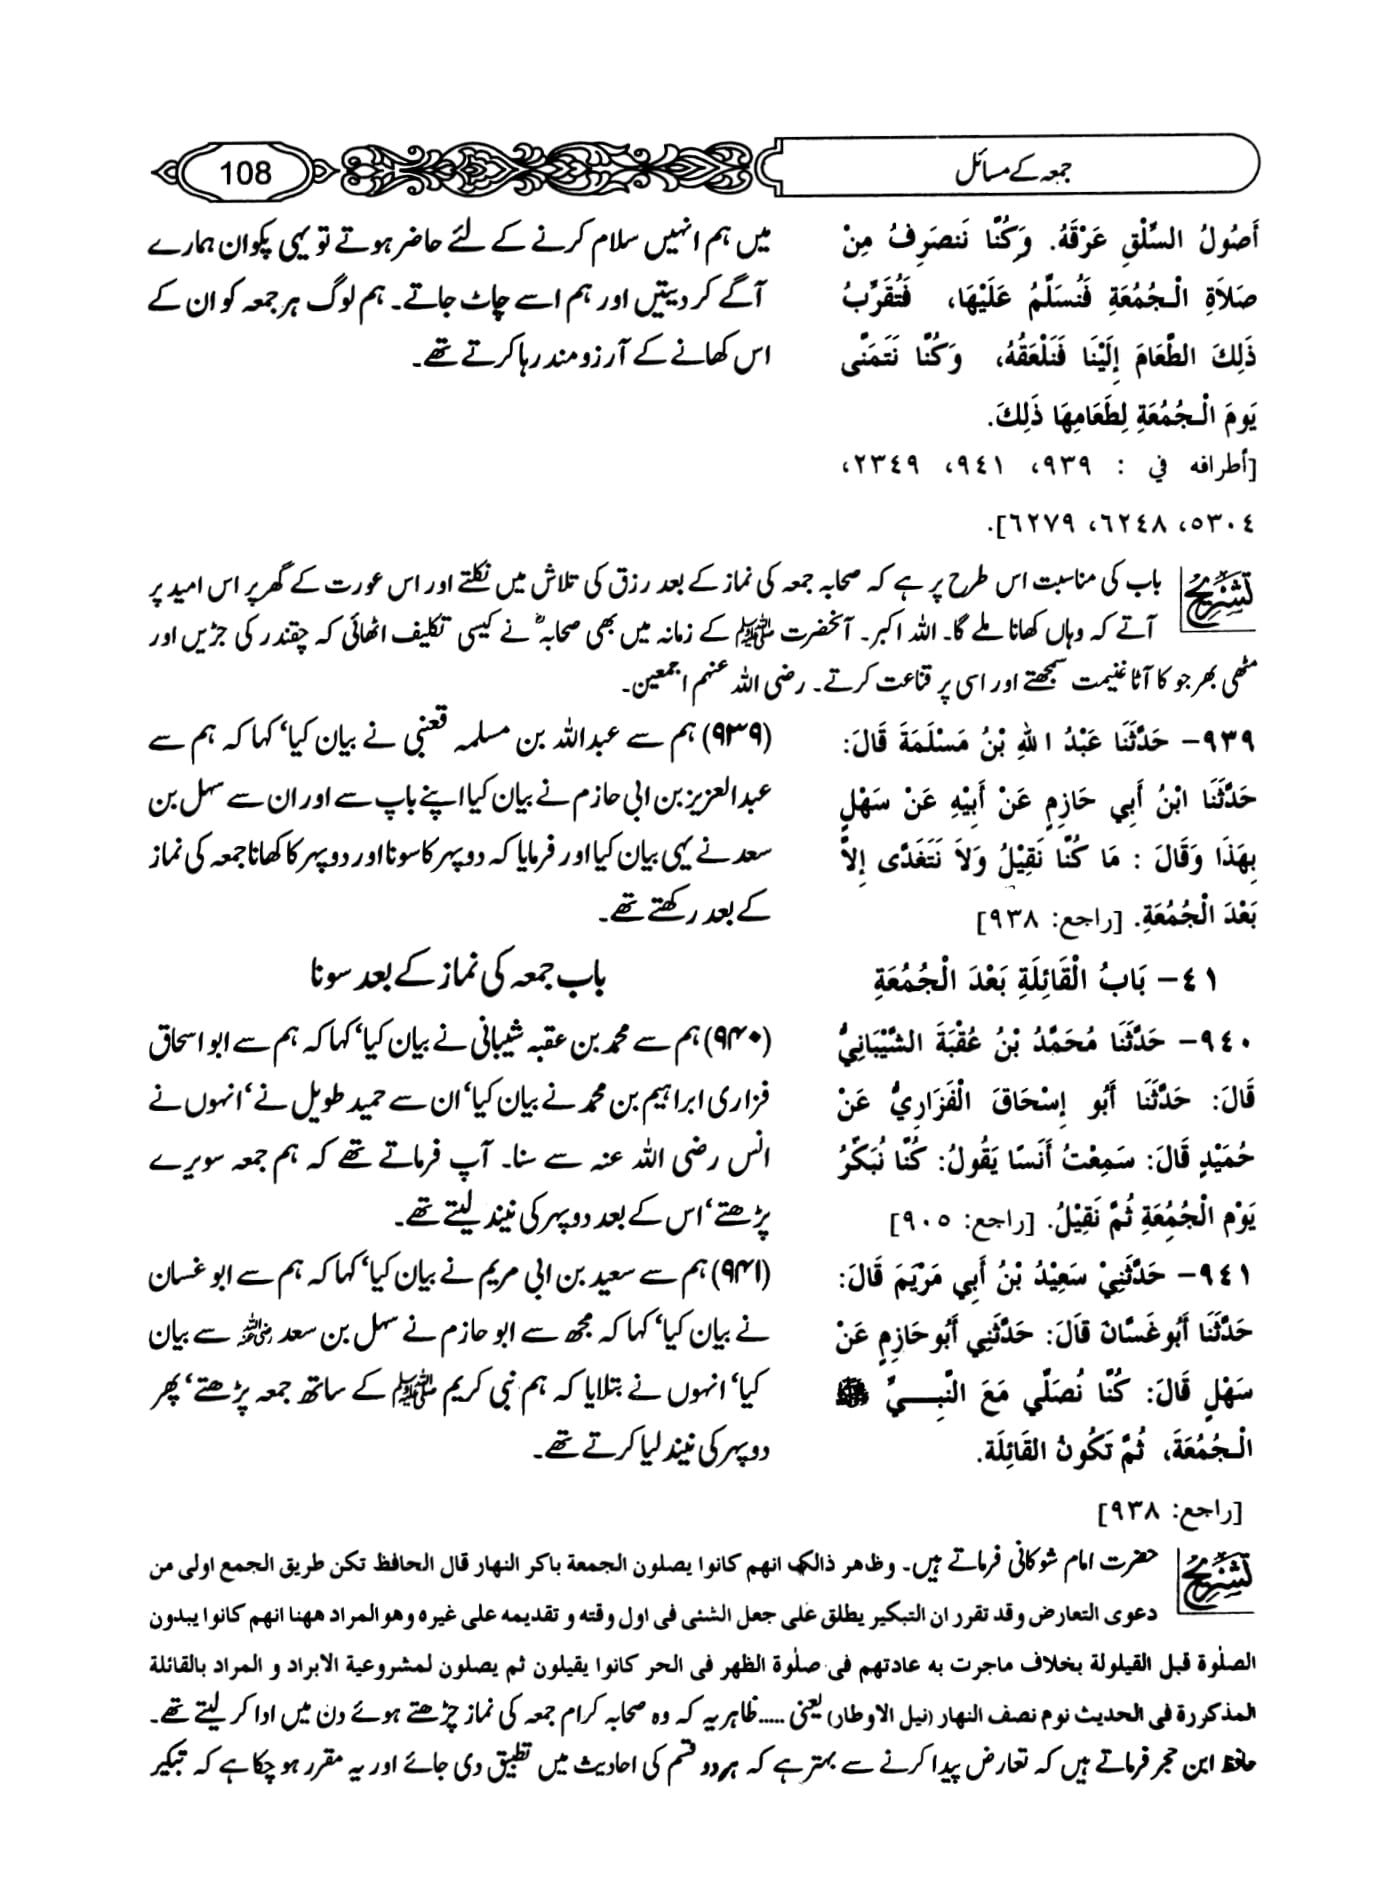 جمعہ کے مسائل
108
أُصُولُ السِّلْقِ عَرْقَهُ. وَكُنَّا نَنصَرِفُ مِنْ
صَلاَةِ الْجُمُعَةِ فَنُسَلِّمُ عَلَيْهَا، فَتُقَرِّبُ
ذَلِكَ الطَّعَامَ إِلَيْنَا فَنَلْعَقُهُ، وَكُنَّا نَتَمَنَّى
يَومَ الْجُمُعَةِ لِطَعَامِهَا ذَلِكَ.
[أطرافه في : ٩٣٩، ٩٤١، ٢٣٤٩،
٥٣٠٤، ٦٢٤٨، ٦٢٧٩].
میں ہم انہیں سلام کرنے کے لئے حاضر ہوتے تو یہی پکوان ہمارے
آگے کر دیتیں اور ہم اسے چاٹ جاتے۔ ہم لوگ ہر جمعہ کو ان کے
اس کھانے کے آرزو مند رہا کرتے تھے۔
تشریح
باب کی مناسبت اس طرح پر ہے کہ صحابہ جمعہ کی نماز کے بعد رزق کی تلاش میں نکلتے اور اس عورت کے گھر پر اس امید پر
آتے کہ وہاں کھانا ملے گا۔ اللہ اکبر۔ آنحضرت ﷺ کے زمانہ میں بھی صحابہؓ نے کیسی تکلیف اٹھائی کہ چقندر کی جڑیں اور
مٹھی بھر جو کا آٹا غنیمت سمجھتے اور اسی پر قناعت کرتے۔ رضی اللہ عنہم اجمعین۔
٩٣٩– حَدَّثَنَا عَبْدُ اللهِ بْنُ مَسْلَمَةَ قَالَ:
حَدَّثَنَا ابْنُ أَبِي حَازِمٍ عَنْ أَبِيْهِ عَنْ سَهْلٍ
بِهَذَا وَقَالَ : مَا كُنَّا نَقِيْلُ وَلاَ نَتَغَدَّى إِلاَّ
بَعْدَ الْجُمُعَةِ. [راجع: ٩٣٨]
(۹۳۹) ہم سے عبداللہ بن مسلمہ قعنبی نے بیان کیا‘ کہا کہ ہم سے
عبدالعزیز بن ابی حازم نے بیان کیا اپنے باپ سے اور ان سے سہل بن
سعد نے یہی بیان کیا اور فرمایا کہ دوپہر کا سونا اور دوپہر کا کھانا جمعہ کی نماز
کے بعد رکھتے تھے۔
٤١– بَابُ الْقَائِلَةِ بَعْدَ الْجُمُعَةِ
باب جمعہ کی نماز کے بعد سونا
٩٤٠– حَدَّثَنَا مُحَمَّدُ بْنُ عُقْبَةَ الشَّيْبَانِيُّ
قَالَ: حَدَّثَنَا أَبُو إِسْحَاقَ الْفَزَارِيُّ عَنْ
حُمَيْدٍ قَالَ: سَمِعْتُ أَنَسًا يَقُولُ: كُنَّا نُبَكِّرُ
يَوْمِ الْجُمُعَةِ ثُمَّ نَقِيْلُ. [راجع: ٩٠٥]
(۹۴۰) ہم سے محمد بن عقبہ شیبانی نے بیان کیا‘ کہا کہ ہم سے ابو اسحاق
فزاری ابراہیم بن محمد نے بیان کیا‘ ان سے حمید طویل نے‘ انہوں نے
انس رضی اللہ عنہ سے سنا۔ آپ فرماتے تھے کہ ہم جمعہ سویرے
پڑھتے‘ اس کے بعد دوپہر کی نیند لیتے تھے۔
٩٤١– حَدَّثَنِيْ سَعِيْدُ بْنُ أَبِي مَرْيَمَ قَالَ:
حَدَّثَنَا أَبُو غَسَّانَ قَالَ: حَدَّثَنِي أَبُو حَازِمٍ عَنْ
سَهْلٍ قَالَ: كُنَّا نُصَلِّي مَعَ النَّبِيِّ ﷺ
الْجُمُعَةَ، ثُمَّ تَكُونُ القَائِلَة.
[راجع: ٩٣٨]
(۹۴۱) ہم سے سعید بن ابی مریم نے بیان کیا‘ کہا کہ ہم سے ابو غسان
نے بیان کیا‘ کہا کہ مجھ سے ابو حازم نے سہل بن سعد رضی اللہ عنہ سے بیان
کیا‘ انہوں نے بتلایا کہ ہم نبی کریم ﷺ کے ساتھ جمعہ پڑھتے‘ پھر
دوپہر کی نیند لیا کرتے تھے۔
تشریح
حضرت امام شوکانی فرماتے ہیں۔ وظاهر ذالك انهم كانوا يصلون الجمعة باكر النهار قال الحافظ تكن طريق الجمع اولى من
دعوى التعارض وقد تقرر ان التبكير يطلق على جعل الشئى فى اول وقته و تقديمه على غيره وهو المراد ههنا انهم كانوا يبدون
الصلوٰة قبل القيلولة بخلاف ماجرت به عادتهم فى صلوٰة الظهر فى الحر كانوا يقيلون ثم يصلون لمشروعية الابراد و المراد بالقائلة
المذكررة فى الحديث نوم نصف النهار (نيل الاوطار) یعنی ..... ظاہر یہ کہ وہ صحابہ کرام جمعہ کی نماز چڑھتے ہوئے دن میں ادا کر لیتے تھے۔
حافظ ابن حجر فرماتے ہیں کہ تعارض پیدا کرنے سے بہتر ہے کہ ہر دو قسم کی احادیث میں تطبیق دی جائے اور یہ مقرر ہو چکا ہے کہ تبکیر